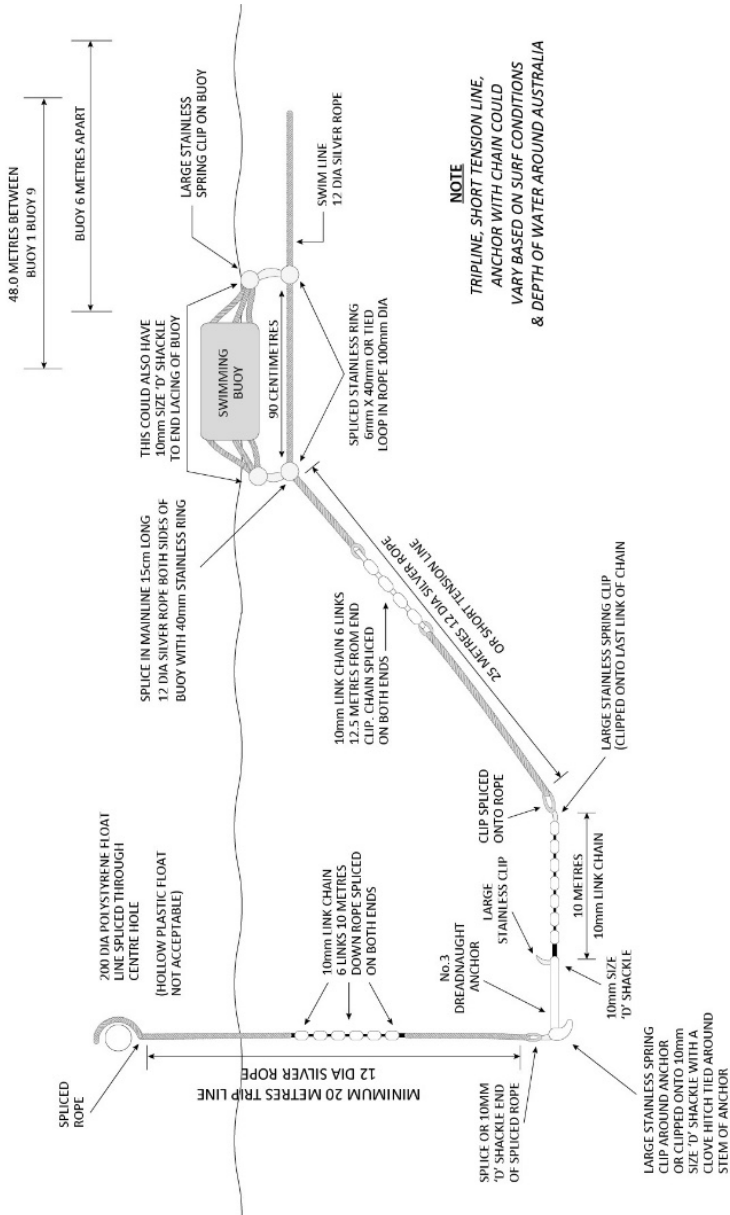 48.0 METRES BETWEEN
BUOY 1 BUOY 9
BUOY 6 METRES APART
LARGE STAINLESS
SPRING CLIP ON BUOY
THIS COULD ALSO HAVE
10mm SIZE 'D' SHACKLE
TO END LACING OF BUOY
SWIMMING
BUOY
90 CENTIMETRES
SWIM LINE
12 DIA SILVER ROPE
SPLICED STAINLESS RING
6mm X 40mm OR TIED
LOOP IN ROPE 100mm DIA
NOTE
TRIPLINE, SHORT TENSION LINE,
ANCHOR WITH CHAIN COULD
VARY BASED ON SURF CONDITIONS
& DEPTH OF WATER AROUND AUSTRALIA
SPLICE IN MAINLINE 15cm LONG
12 DIA SILVER ROPE BOTH SIDES OF
BUOY WITH 40mm STAINLESS RING
10mm LINK CHAIN 6 LINKS
12.5 METRES FROM END
CLIP. CHAIN SPLICED
ON BOTH ENDS
25 METRES 12 DIA SILVER ROPE
OR SHORT TENSION LINE
200 DIA POLYSTYRENE FLOAT
LINE SPLICED THROUGH
CENTRE HOLE
(HOLLOW PLASTIC FLOAT
NOT ACCEPTABLE)
SPLICED
ROPE
10mm LINK CHAIN
6 LINKS 10 METRES
DOWN ROPE SPLICED
ON BOTH ENDS
MINIMUM 20 METRES TRIP LINE
12 DIA SILVER ROPE
CLIP SPLICED
ONTO ROPE
LARGE
STAINLESS CLIP
No.3
DREADNAUGHT
ANCHOR
10 METRES
10mm LINK CHAIN
LARGE STAINLESS SPRING CLIP
(CLIPPED ONTO LAST LINK OF CHAIN
10mm SIZE
'D' SHACKLE
SPLICE OR 10MM
'D' SHACKLE END
OF SPLICED ROPE
LARGE STAINLESS SPRING
CLIP AROUND ANCHOR
OR CLIPPED ONTO 10mm
SIZE 'D' SHACKLE WITH A
CLOVE HITCH TIED AROUND
STEM OF ANCHOR